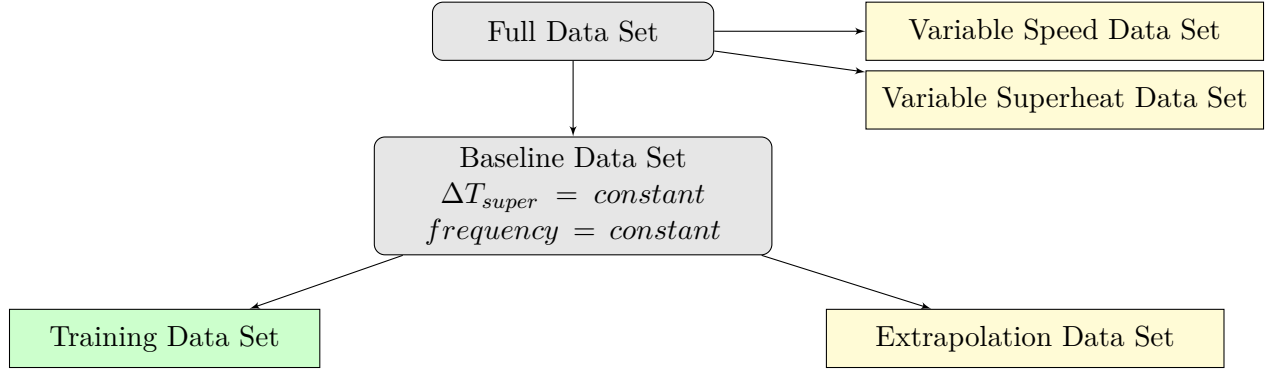 Full Data Set
Variable Speed Data Set
Variable Superheat Data Set
Baseline Data Set
ΔT_super = constant
frequency = constant
Training Data Set
Extrapolation Data Set